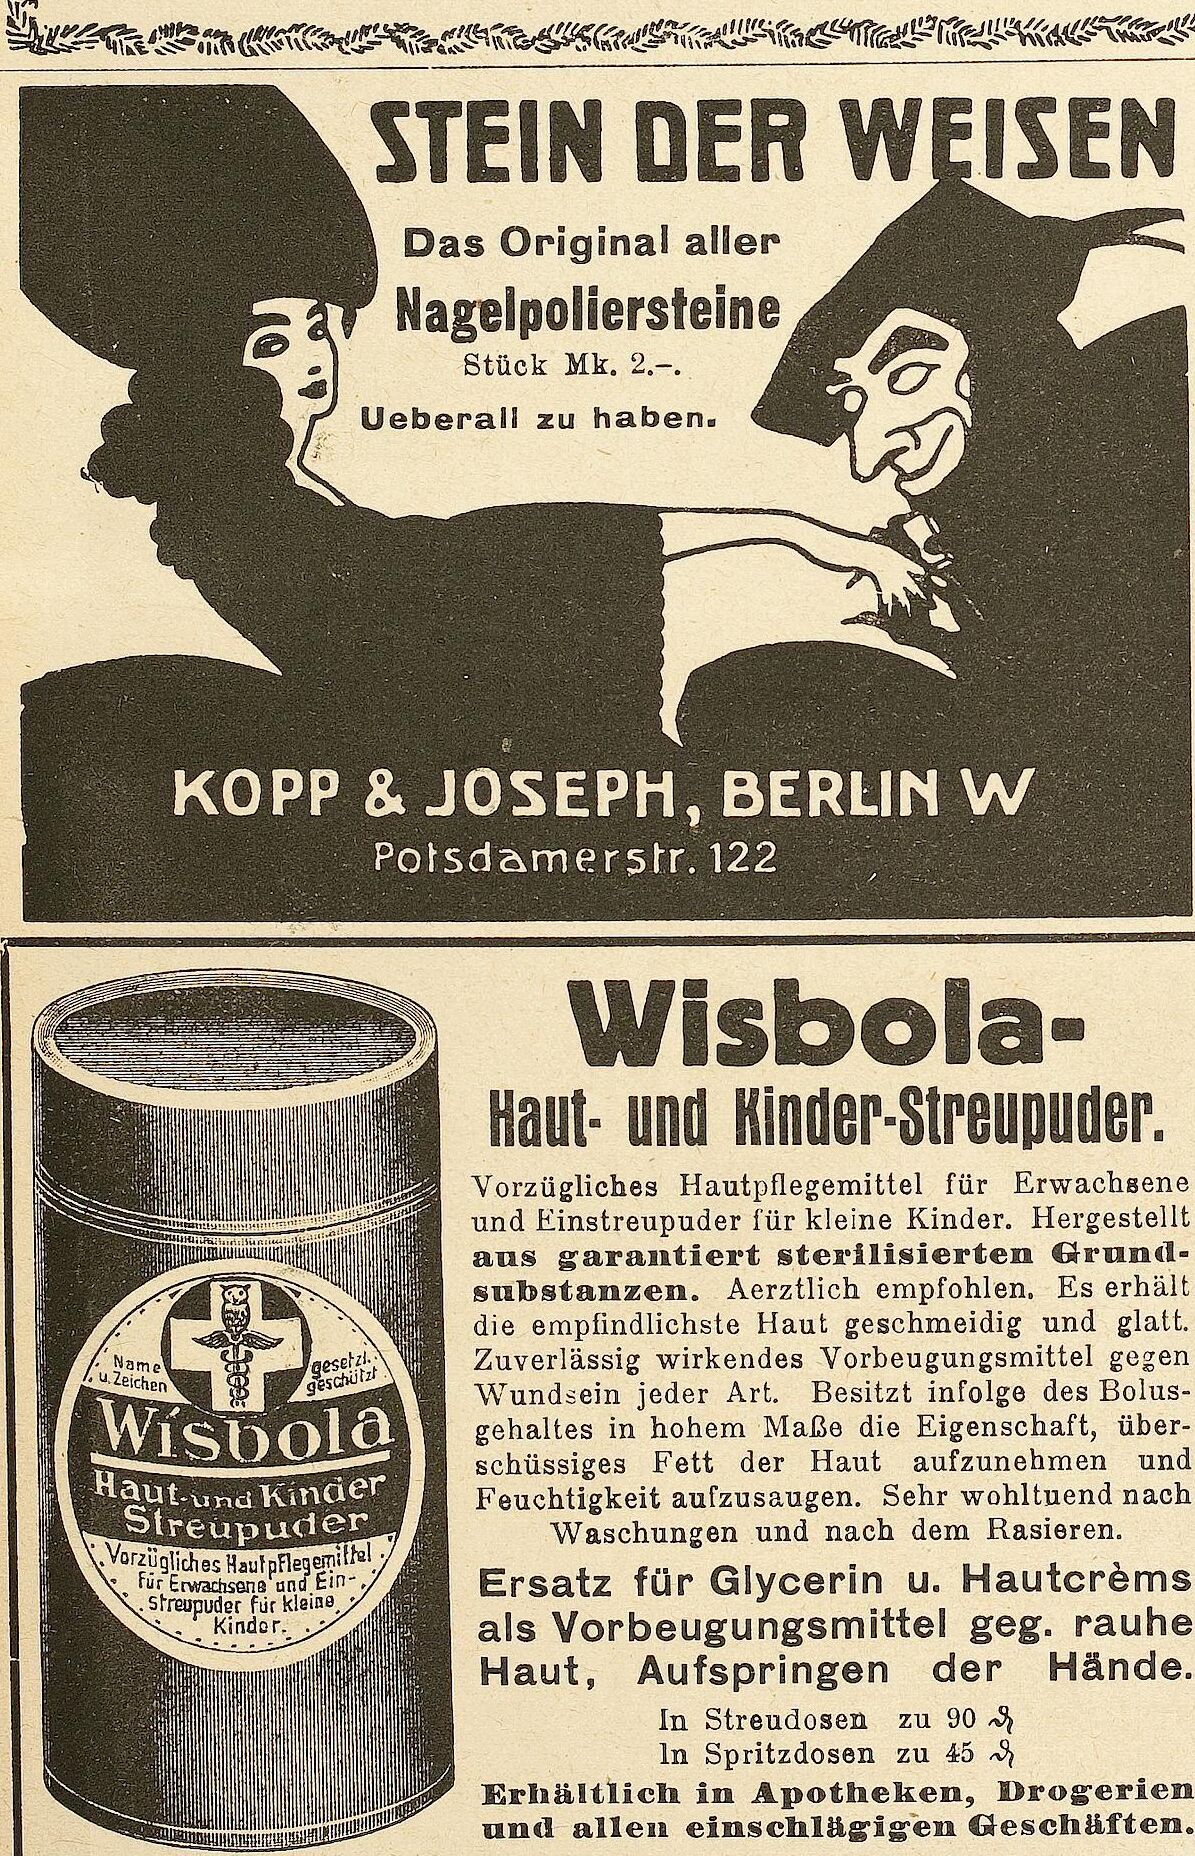 STEIN DER WEISEN
Das Original aller
Nagelpoliersteine
Stück Mk. 2.–.
Ueberall zu haben.
KOPP & JOSEPH, BERLIN W
Potsdamerstr. 122
Wisbola-
Haut- und Kinder-Streupuder.
Vorzügliches Hautpflegemittel für Erwachsene
und Einstreupuder für kleine Kinder. Hergestellt
aus garantiert sterilisierten Grund-
substanzen. Aerztlich empfohlen. Es erhält
die empfindlichste Haut geschmeidig und glatt.
Zuverlässig wirkendes Vorbeugungsmittel gegen
Wundsein jeder Art. Besitzt infolge des Bolus-
gehaltes in hohem Maße die Eigenschaft, über-
schüssiges Fett der Haut aufzunehmen und
Feuchtigkeit aufzusaugen. Sehr wohltuend nach
Waschungen und nach dem Rasieren.
Ersatz für Glycerin u. Hautcrèms
als Vorbeugungsmittel geg. rauhe
Haut, Aufspringen der Hände.
In Streudosen zu 90 ₰
In Spritzdosen zu 45 ₰
Erhältlich in Apotheken, Drogerien
und allen einschlägigen Geschäften.
Name gesetzl.
u. Zeichen geschützt
Wisbola
Haut- und Kinder
Streupuder
Vorzügliches Hautpflegemittel
für Erwachsene und Ein-
streupuder für kleine
Kinder.